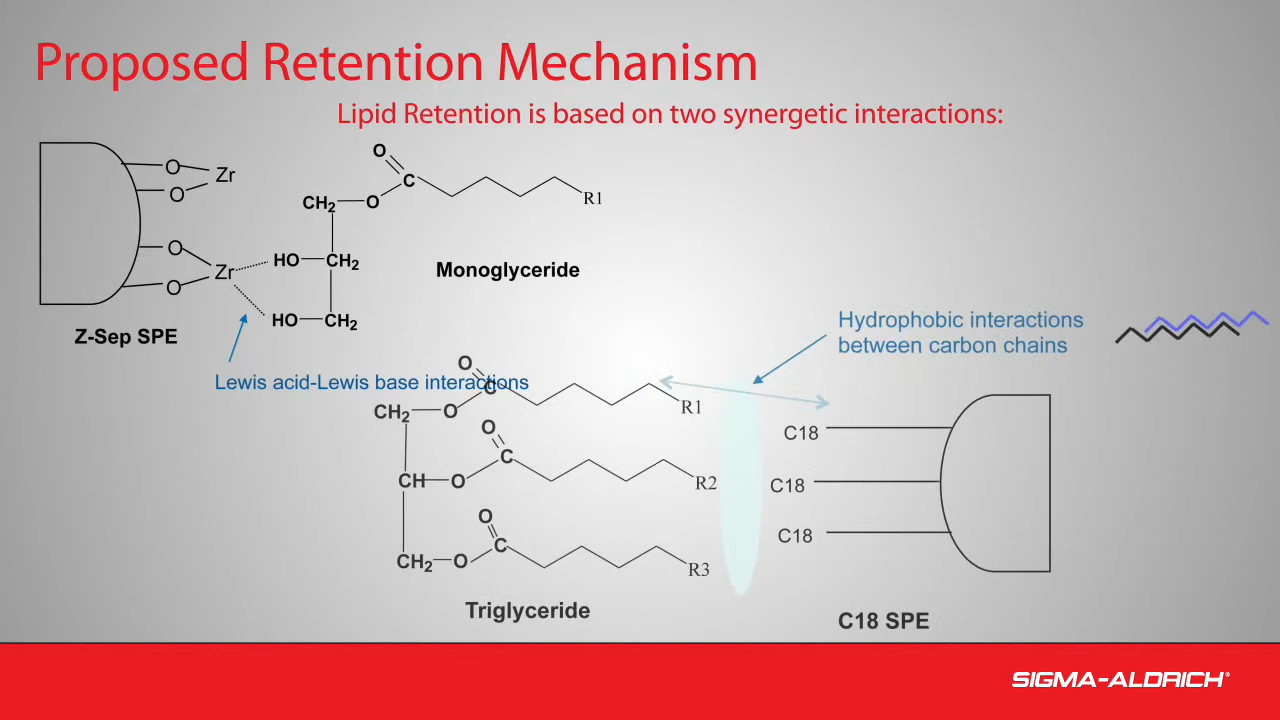 Proposed Retention Mechanism
Lipid Retention is based on two synergetic interactions:
O
O
Zr
O
C
R1
CH2
O
O
O
Zr
HO
CH2
Monoglyceride
HO
CH2
Z-Sep SPE
Lewis acid-Lewis base interactions
Hydrophobic interactions
between carbon chains
O
C
R1
CH2
O
O
C
R2
CH
O
O
C
R3
CH2
O
Triglyceride
C18
C18
C18
C18 SPE
SIGMA-ALDRICH®